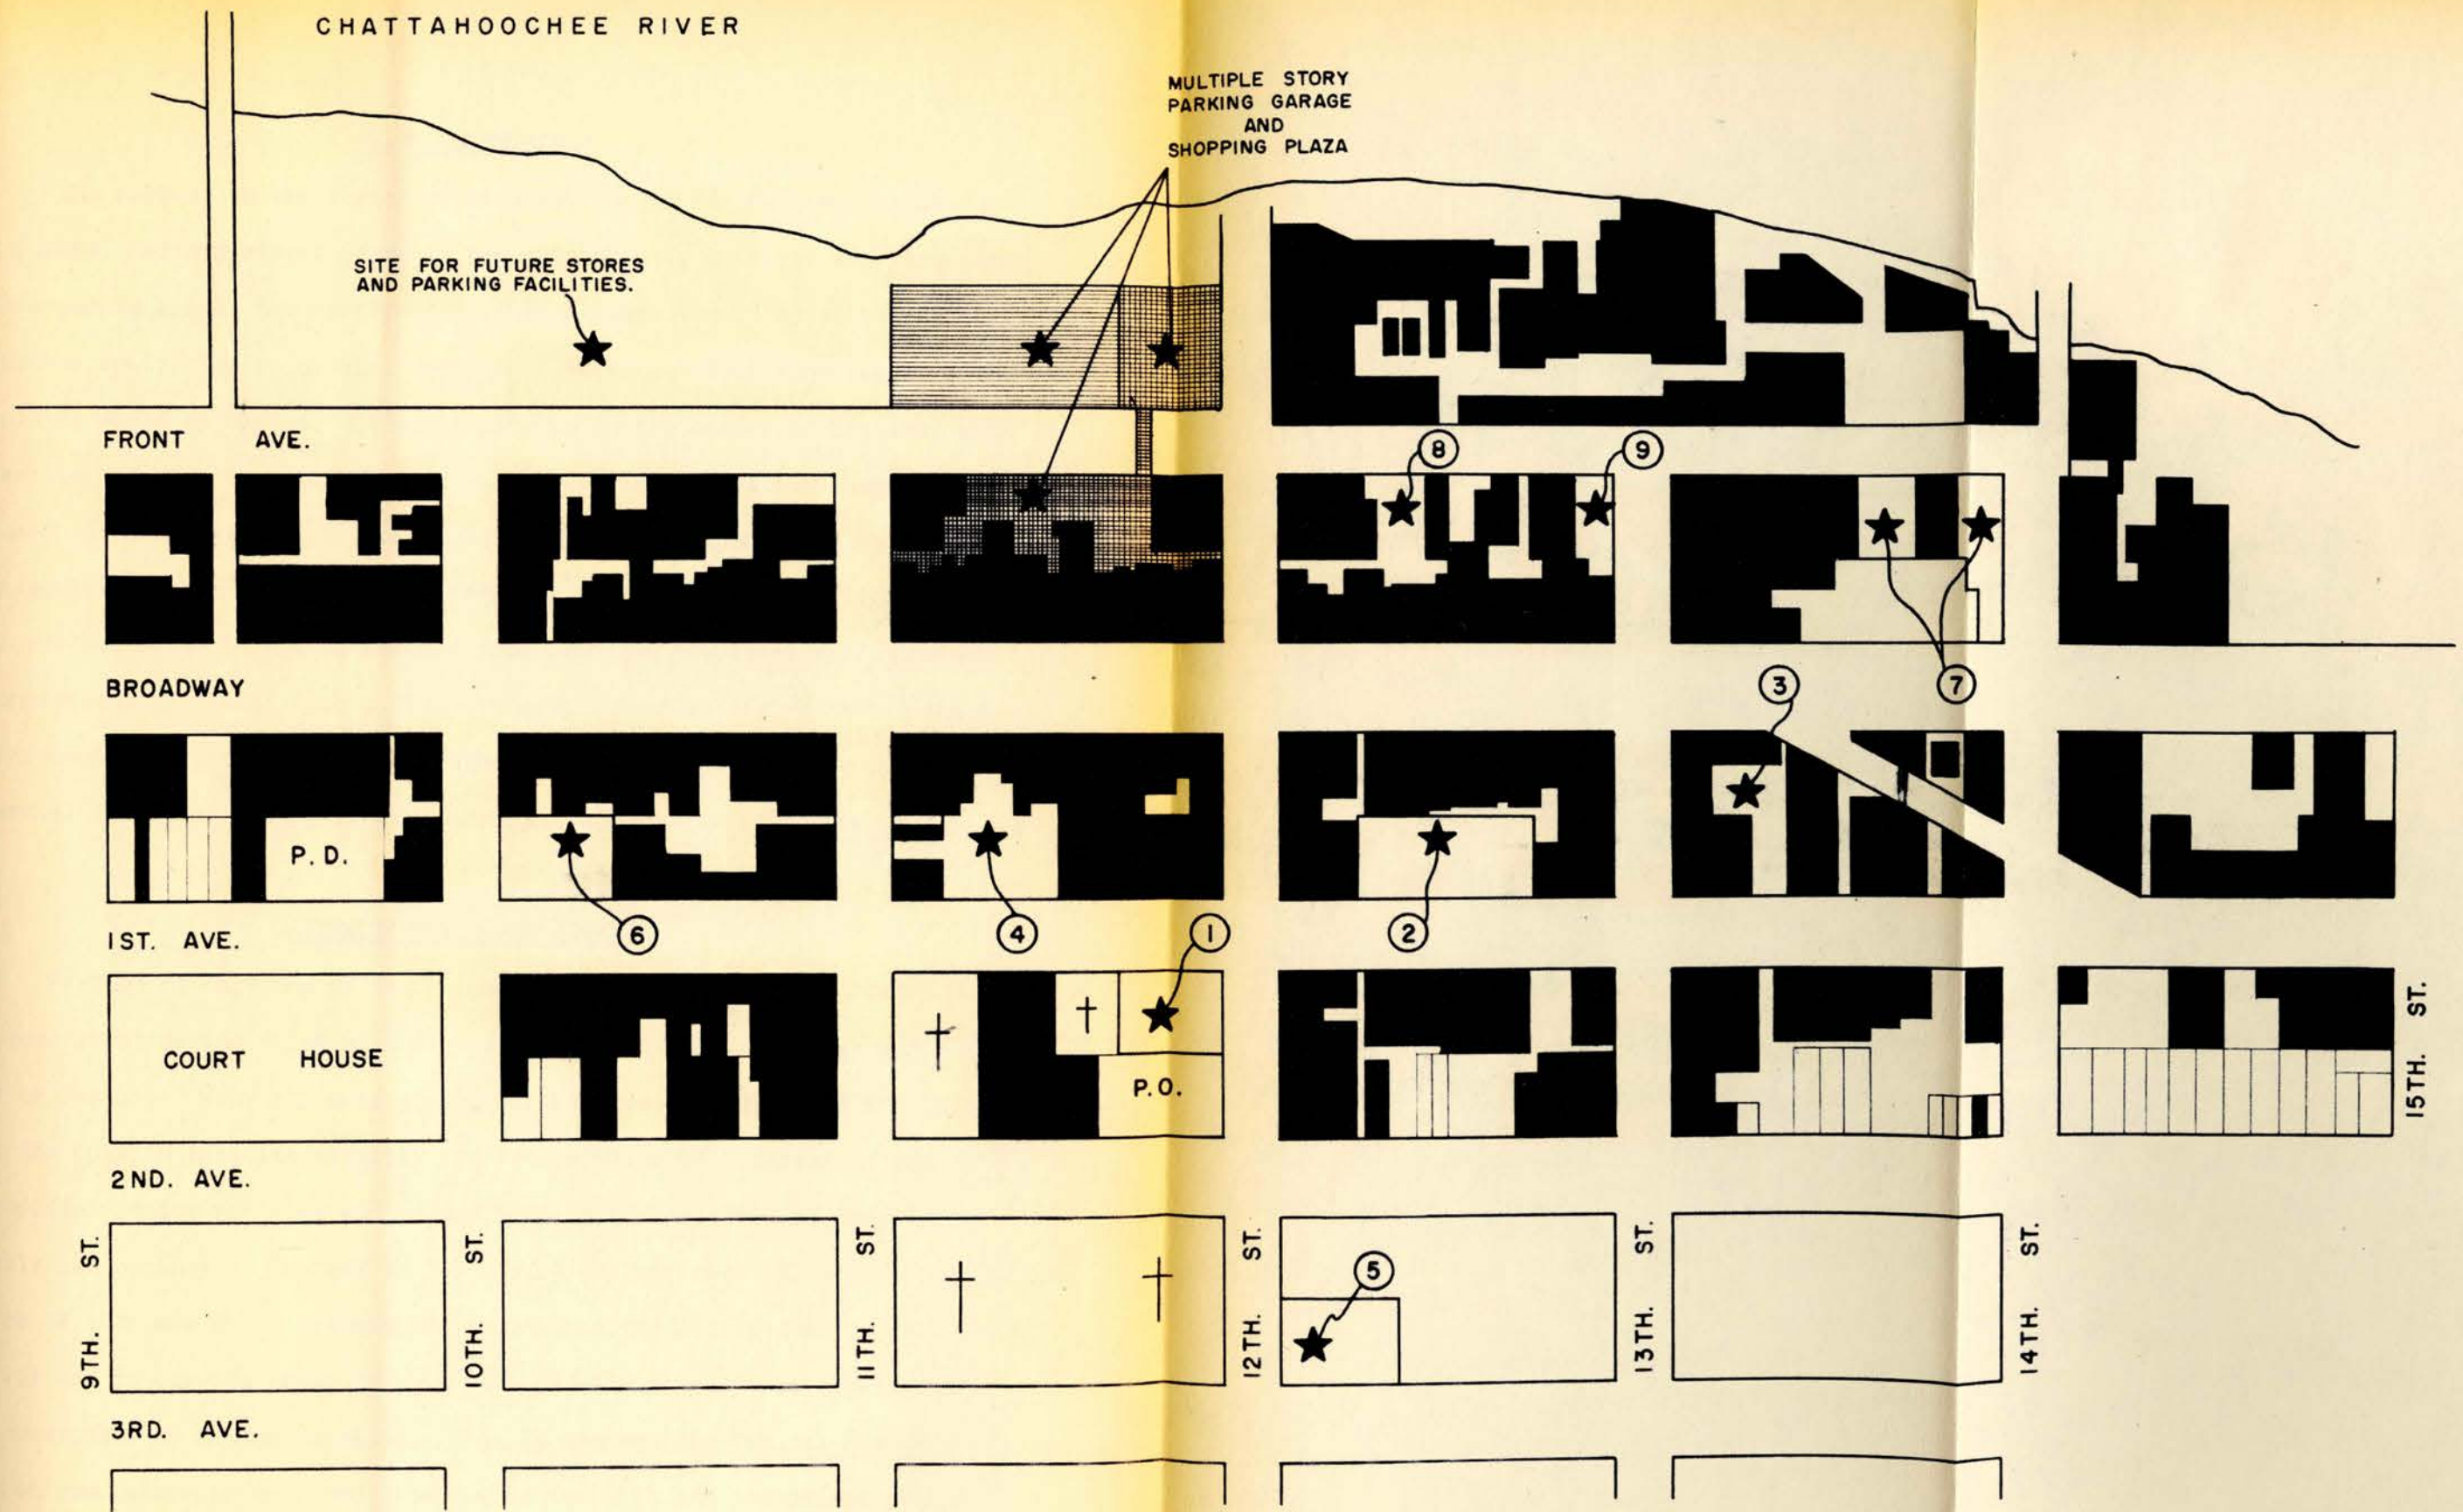 CHATTAHOOCHEE RIVER
MULTIPLE STORY
PARKING GARAGE
AND
SHOPPING PLAZA
SITE FOR FUTURE STORES
AND PARKING FACILITIES.
FRONT AVE.
8
9
BROADWAY
3
7
P. D.
6
4
1
2
1ST. AVE.
COURT HOUSE
P.O.
15TH. ST.
2ND. AVE.
9TH. ST.
10TH. ST.
11TH. ST.
12TH. ST.
5
13TH. ST.
14TH. ST.
3RD. AVE.